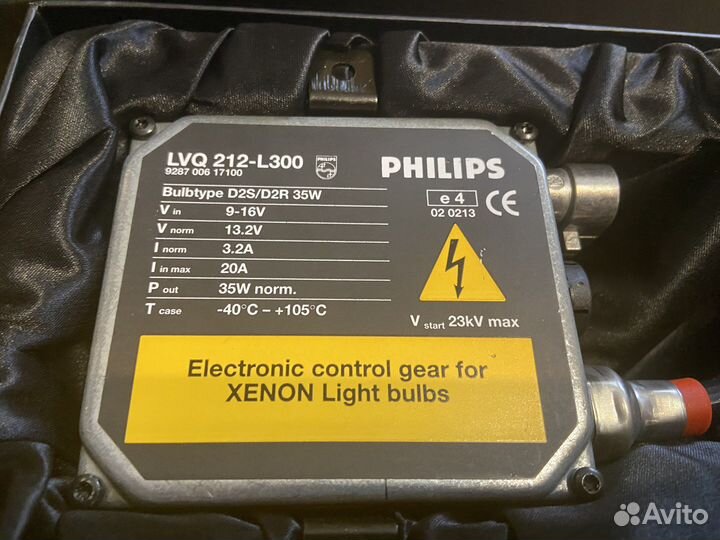 LVQ 212-L300
9287 006 17100
PHILIPS
PHILIPS
Bulbtype D2S/D2R 35W
V in 9-16V
V norm 13.2V
I norm 3.2A
I in max 20A
P out 35W norm.
T case -40°C – +105°C
e 4
02 0213
CE
V start 23kV max
Electronic control gear for
XENON Light bulbs
Avito